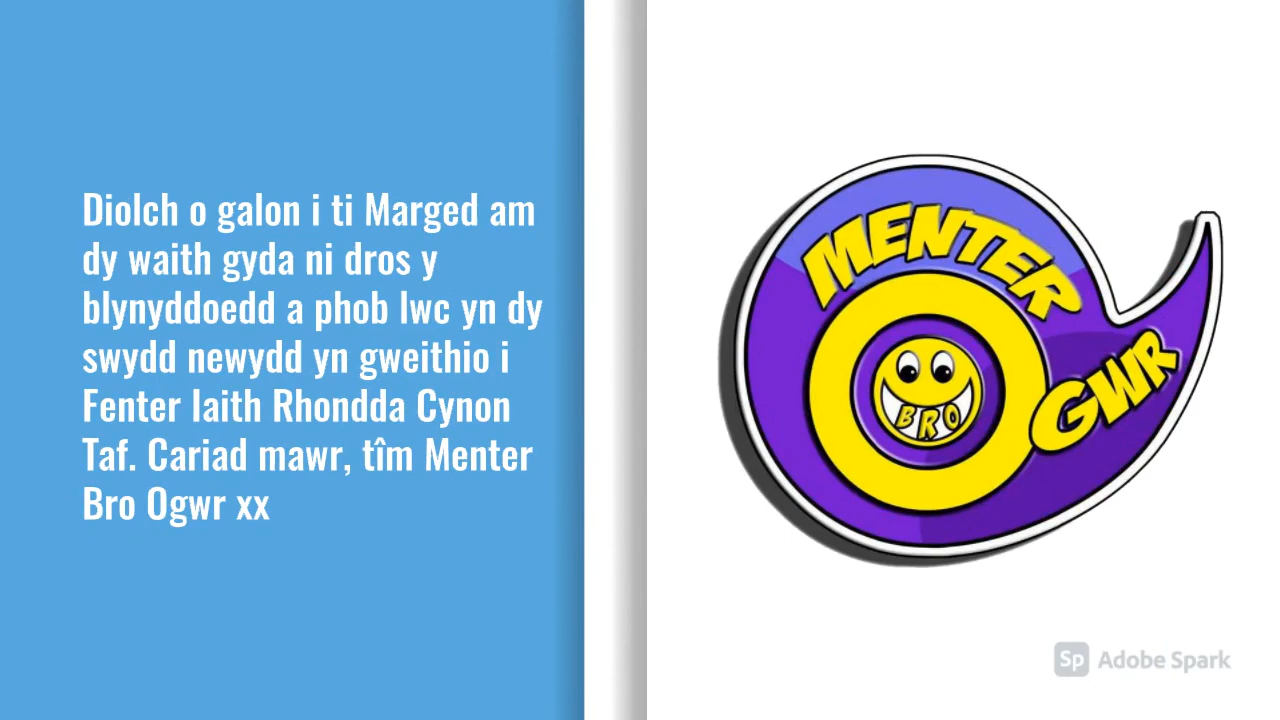 Diolch o galon i ti Marged am
dy waith gyda ni dros y
blynyddoedd a phob lwc yn dy
swydd newydd yn gweithio i
Fenter Iaith Rhondda Cynon
Taf. Cariad mawr, tîm Menter
Bro Ogwr xx
MENTER
BRO
GWR
Sp Adobe Spark